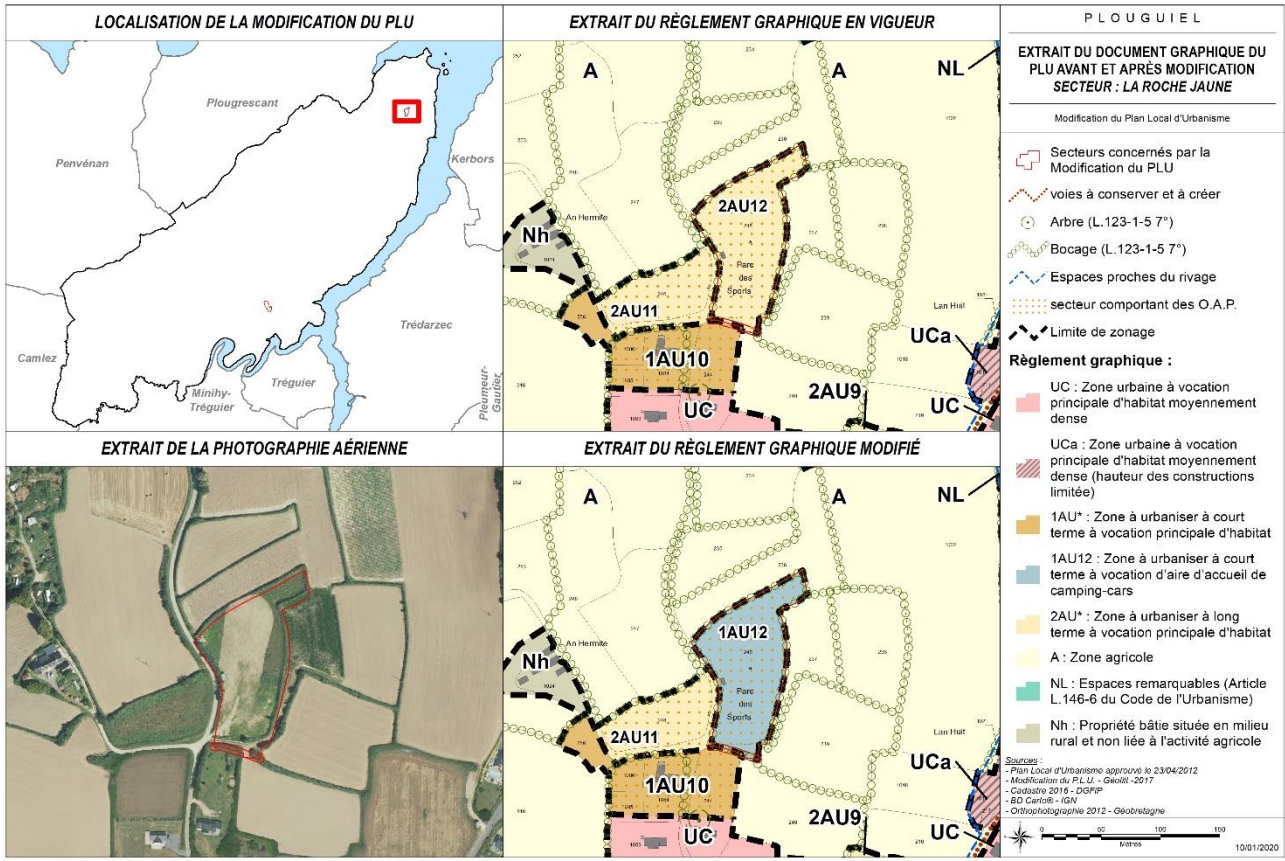 LOCALISATION DE LA MODIFICATION DU PLU
Plougrescant
Penvénan
Kerbors
Trédarzec
Camlez
Tréguier
Minihy-
Tréguier
Pleumeur-
Gautier
EXTRAIT DU RÈGLEMENT GRAPHIQUE EN VIGUEUR
A
A
NL
An Hermite
Nh
2AU12
Parc
des
Sports
2AU11
1AU10
UC
2AU9
Lan Huit
UCa
UC
EXTRAIT DE LA PHOTOGRAPHIE AÉRIENNE
EXTRAIT DU RÈGLEMENT GRAPHIQUE MODIFIÉ
A
A
NL
An Hermite
Nh
1AU12
Parc
des
Sports
2AU11
1AU10
UC
2AU9
Lan Huit
UCa
UC
PLOUGUIEL
EXTRAIT DU DOCUMENT GRAPHIQUE DU
PLU AVANT ET APRÈS MODIFICATION
SECTEUR : LA ROCHE JAUNE
Modification du Plan Local d'Urbanisme
Secteurs concernés par la
Modification du PLU
voies à conserver et à créer
Arbre (L.123-1-5 7°)
Bocage (L.123-1-5 7°)
Espaces proches du rivage
secteur comportant des O.A.P.
Limite de zonage
Règlement graphique :
UC : Zone urbaine à vocation
principale d'habitat moyennement
dense
UCa : Zone urbaine à vocation
principale d'habitat moyennement
dense (hauteur des constructions
limitée)
1AU* : Zone à urbaniser à court
terme à vocation principale d'habitat
1AU12 : Zone à urbaniser à court
terme à vocation d'aire d'accueil de
camping-cars
2AU* : Zone à urbaniser à long
terme à vocation principale d'habitat
A : Zone agricole
NL : Espaces remarquables (Article
L.146-6 du Code de l'Urbanisme)
Nh : Propriété bâtie située en milieu
rural et non liée à l'activité agricole
Sources :
- Plan Local d'Urbanisme approuvé le 23/04/2012
- Modification du P.L.U. - Géolitt -2017
- Cadastre 2016 - DGFIP
- BD Carto® - IGN
- Orthophotographie 2012 - Géobretagne
0 50 100 150
Mètres
10/01/2020